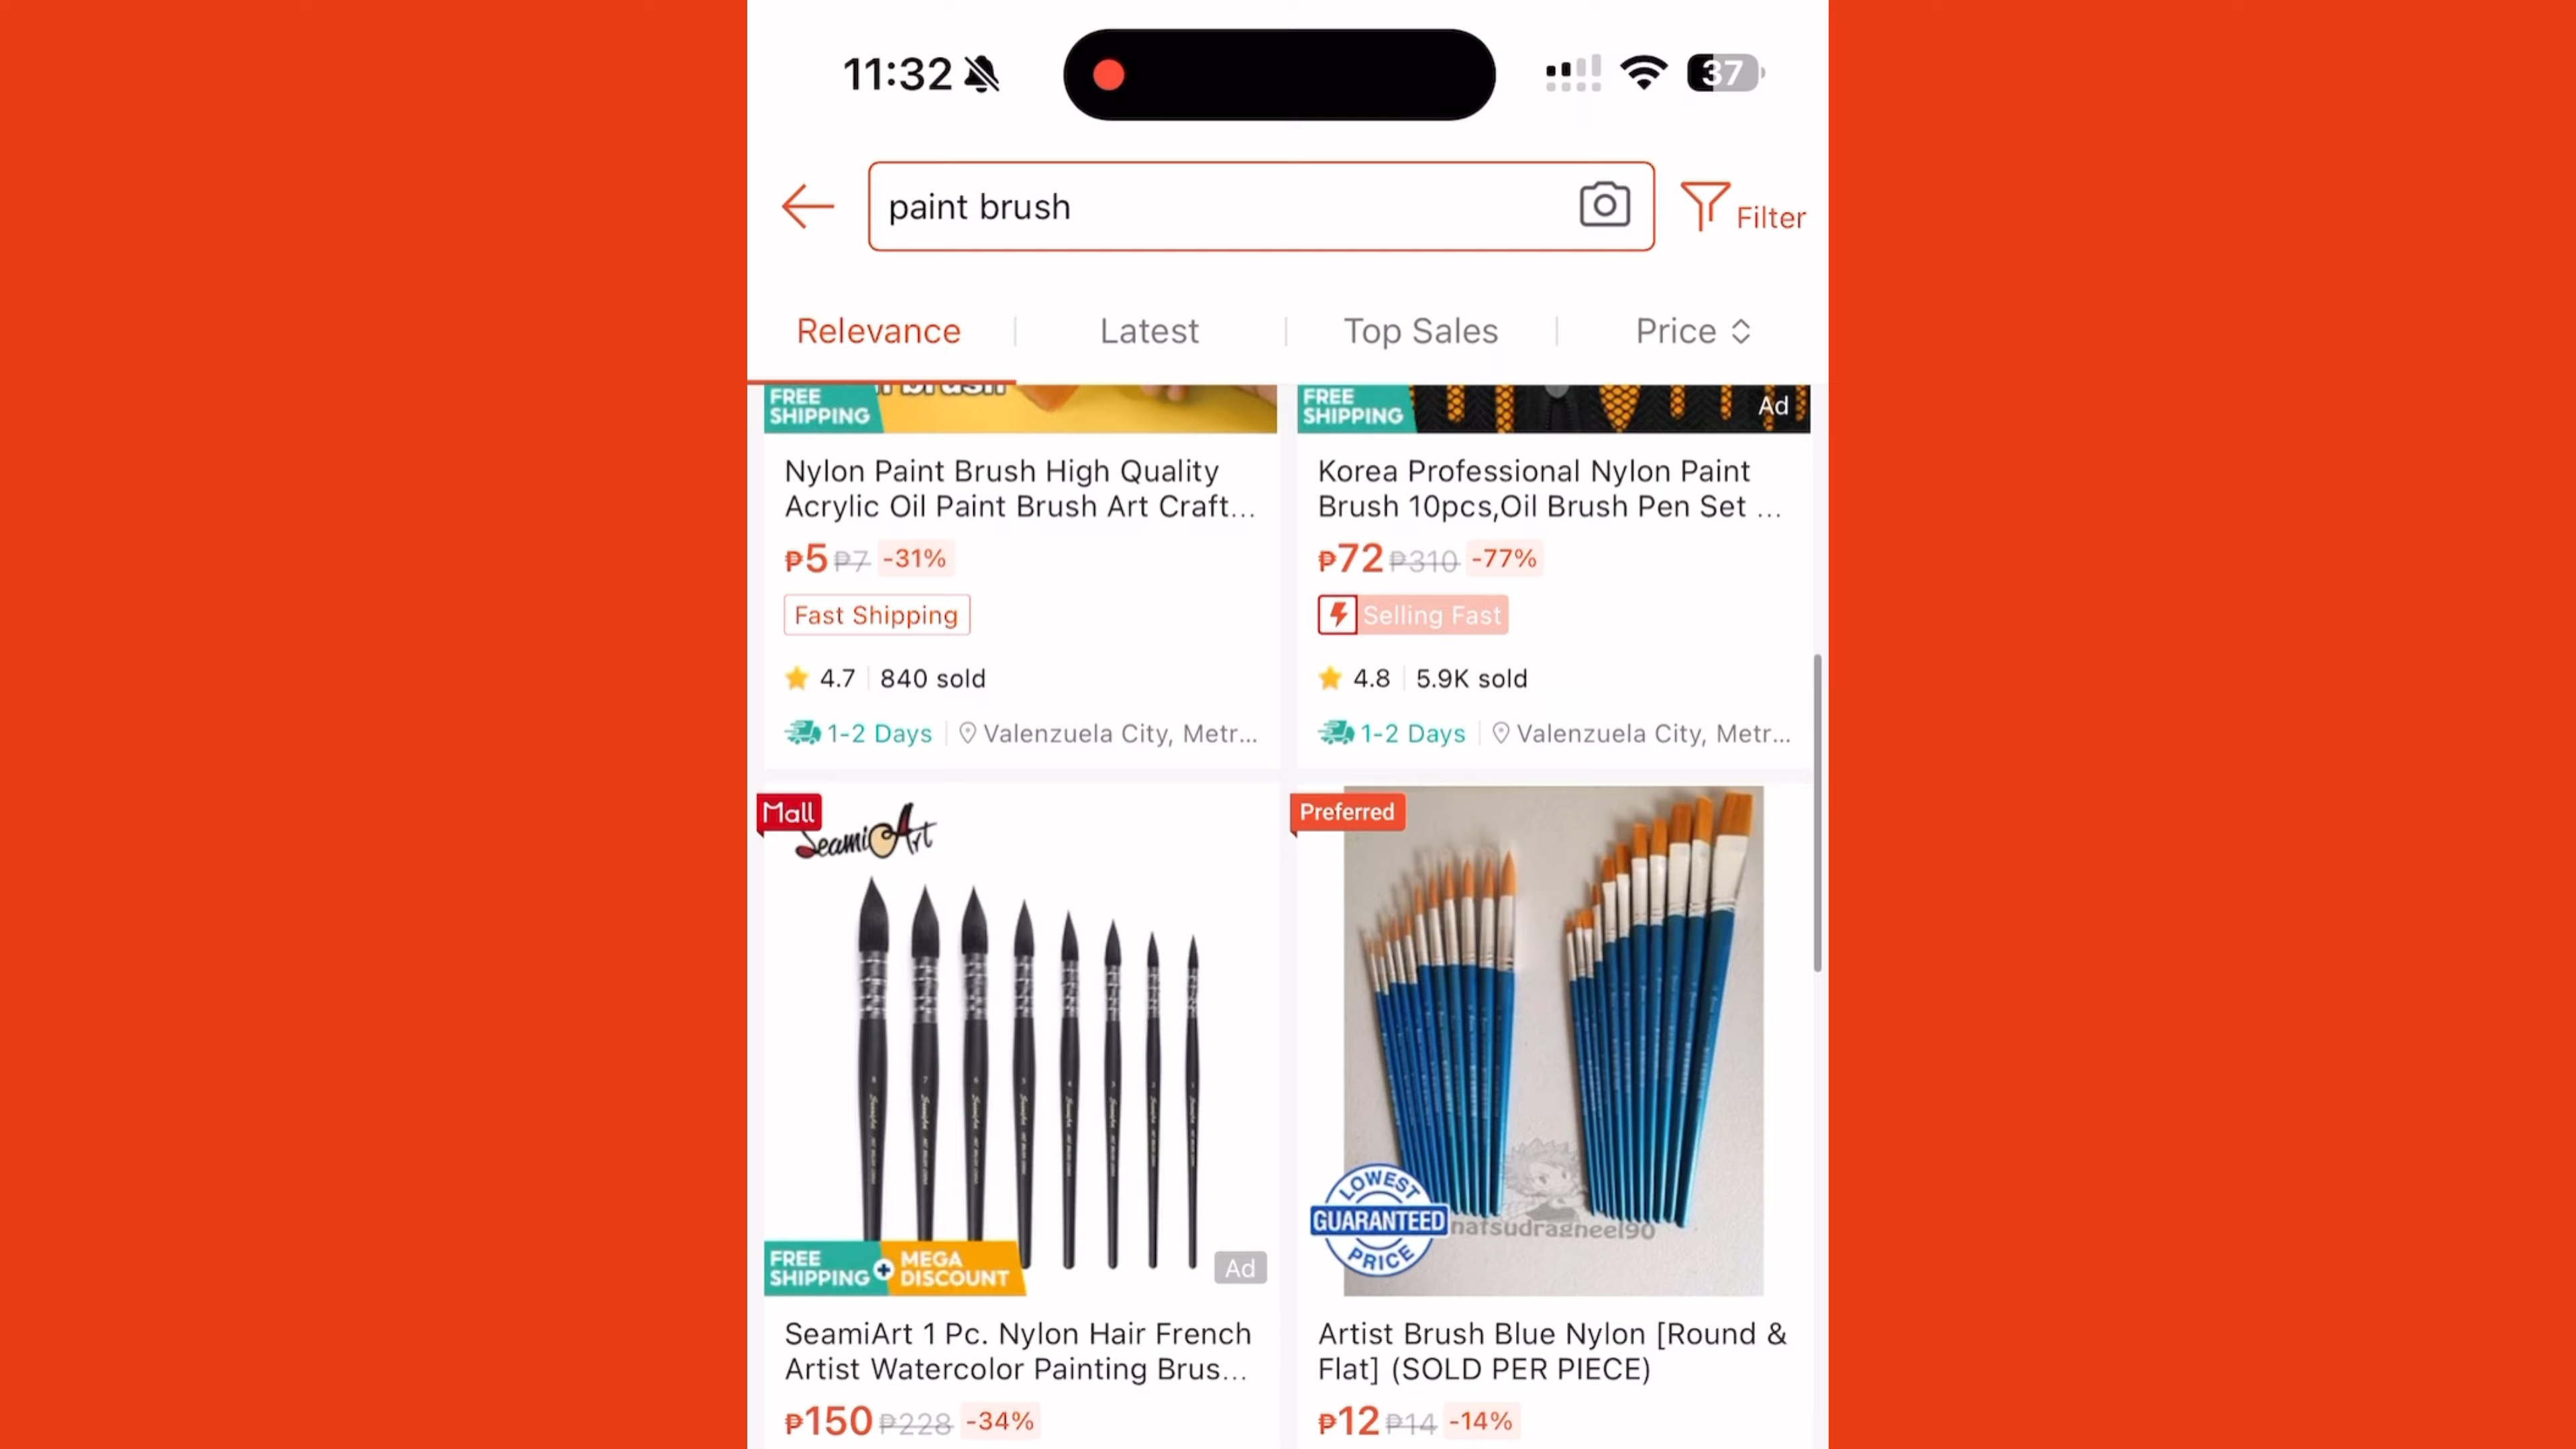 11:32
37
paint brush
Filter
Relevance
Latest
Top Sales
Price
FREE
SHIPPING
FREE
SHIPPING
Ad
Nylon Paint Brush High Quality
Acrylic Oil Paint Brush Art Craft...
₱5 ₱7 -31%
Fast Shipping
4.7 840 sold
1-2 Days Valenzuela City, Metr...
Korea Professional Nylon Paint
Brush 10pcs,Oil Brush Pen Set ...
₱72 ₱310 -77%
Selling Fast
4.8 5.9K sold
1-2 Days Valenzuela City, Metr...
Mall
SeamiArt
FREE
SHIPPING + MEGA
DISCOUNT
Ad
SeamiArt 1 Pc. Nylon Hair French
Artist Watercolor Painting Brus...
₱150 ₱228 -34%
Preferred
LOWEST
GUARANTEED
PRICE
natsudragneel90
Artist Brush Blue Nylon [Round &
Flat] (SOLD PER PIECE)
₱12 ₱14 -14%